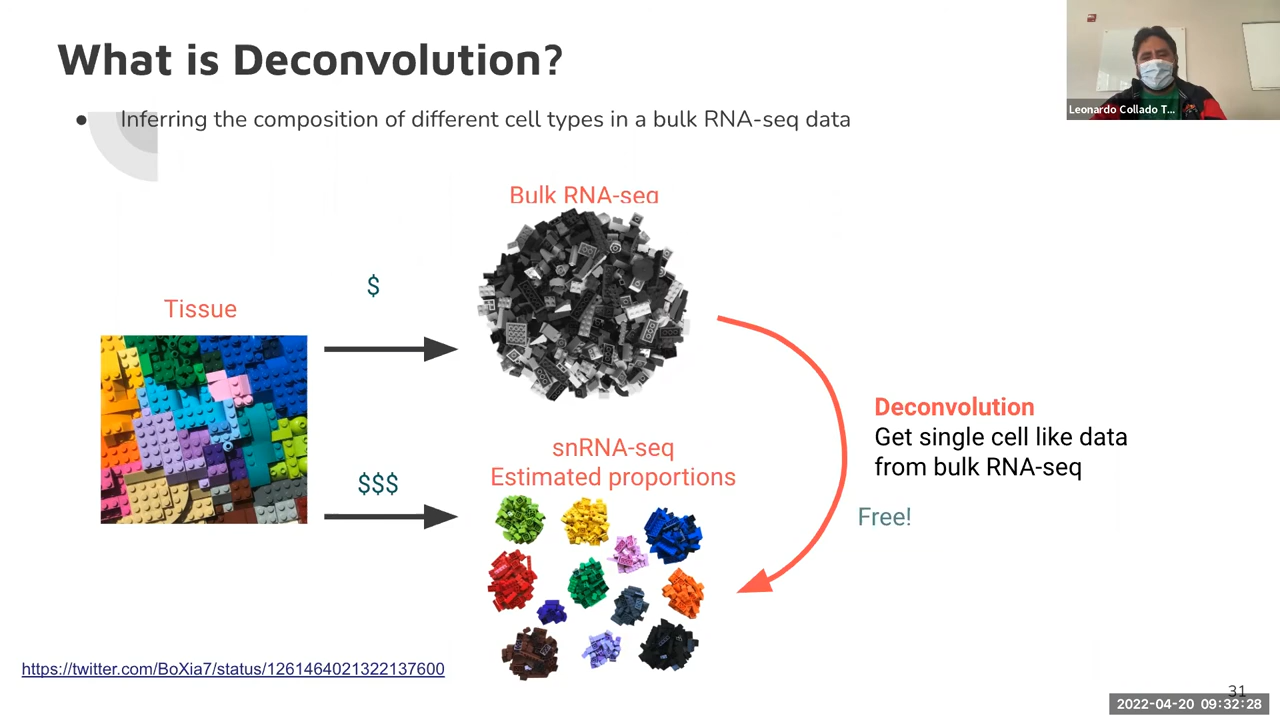 What is Deconvolution?
Leonardo Collado T...
● Inferring the composition of different cell types in a bulk RNA-seq data
Bulk RNA-seq
$
Tissue
Deconvolution
Get single cell like data
from bulk RNA-seq
snRNA-seq
Estimated proportions
$$$
Free!
https://twitter.com/BoXia7/status/1261464021322137600
31
2022-04-20 09:32:28